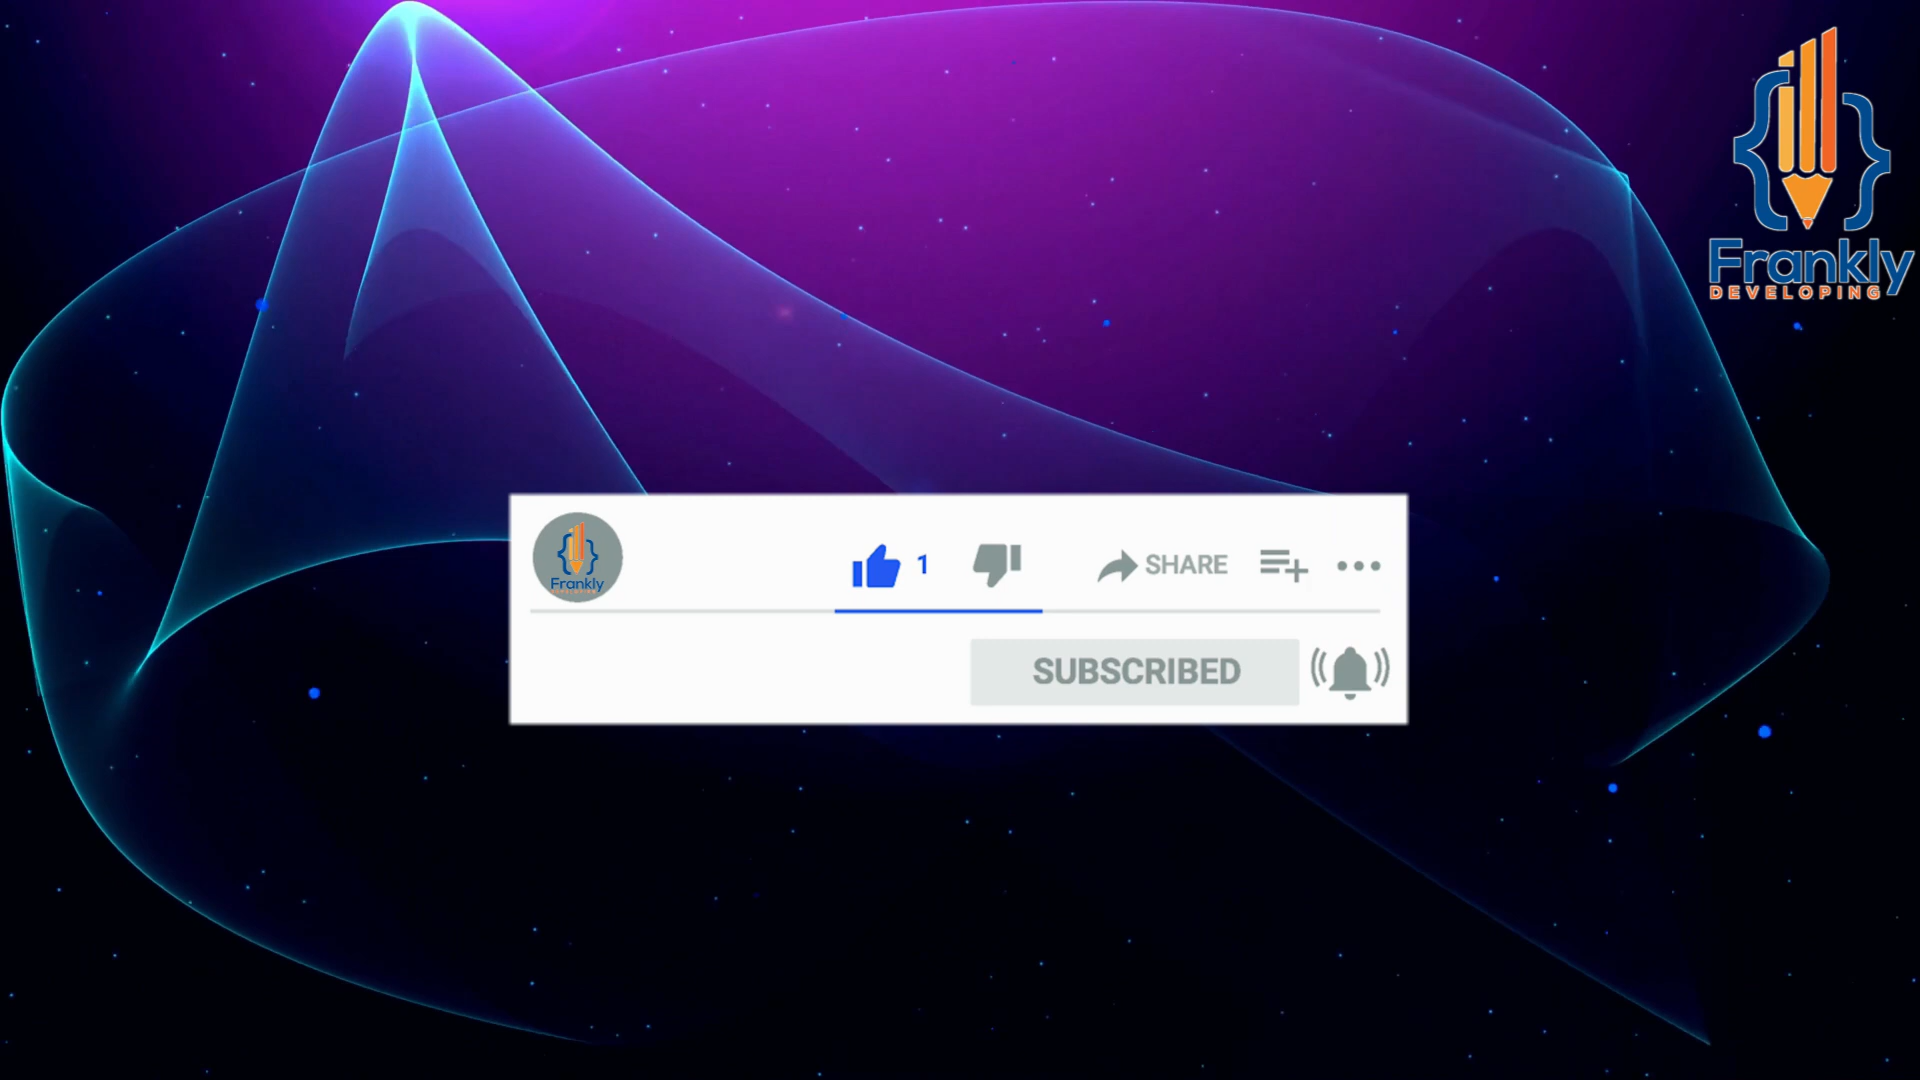 Frankly
DEVELOPING
Frankly
1
SHARE
SUBSCRIBED